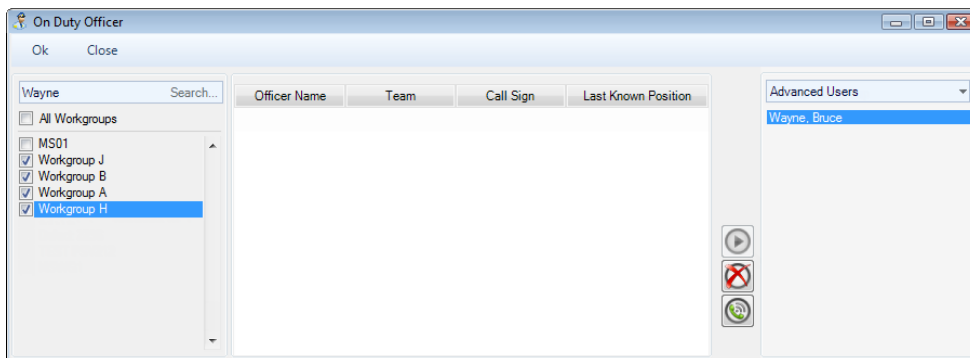 On Duty Officer
Ok Close
Wayne Search...
All Workgroups
MS01
Workgroup J
Workgroup B
Workgroup A
Workgroup H
Officer Name Team Call Sign Last Known Position
Advanced Users
Wayne, Bruce